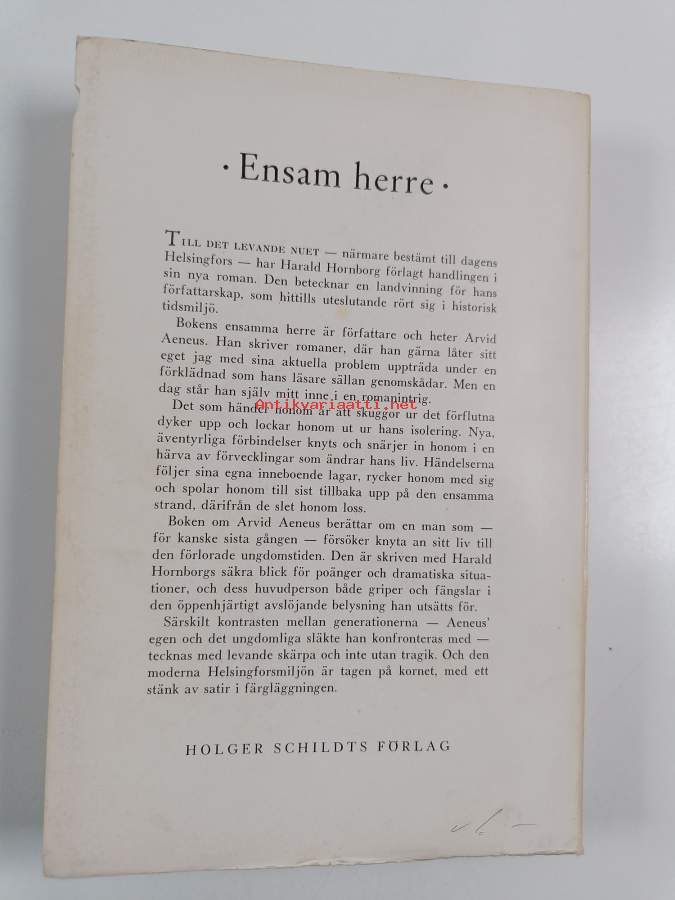 · Ensam herre ·
TILL DET LEVANDE NUET — närmare bestämt till dagens
Helsingfors — har Harald Hornborg förlagt handlingen i
sin nya roman. Den betecknar en landvinning för hans
författarskap, som hittills uteslutande rört sig i historisk
tidsmiljö.
Bokens ensamma herre är författare och heter Arvid
Aeneus. Han skriver romaner, där han gärna låter sitt
eget jag med sina aktuella problem uppträda under en
förklädnad som hans läsare sällan genomskådar. Men en
dag står han själv mitt inne i en romanintrig.
Antikvariaatti.net
Det som händer honom är att skuggor ur det förflutna
dyker upp och lockar honom ut ur hans isolering. Nya,
äventyrliga förbindelser knyts och snärjer in honom i en
härva av förvecklingar som ändrar hans liv. Händelserna
följer sina egna inneboende lagar, rycker honom med sig
och spolar honom till sist tillbaka upp på den ensamma
strand, därifrån de slet honom loss.
Boken om Arvid Aeneus berättar om en man som —
för kanske sista gången — försöker knyta an sitt liv till
den förlorade ungdomstiden. Den är skriven med Harald
Hornborgs säkra blick för poänger och dramatiska situa-
tioner, och dess huvudperson både griper och fängslar i
den öppenhjärtigt avslöjande belysning han utsätts för.
Särskilt kontrasten mellan generationerna — Aeneus'
egen och det ungdomliga släkte han konfronteras med —
tecknas med levande skärpa och inte utan tragik. Och den
moderna Helsingforsmiljön är tagen på kornet, med ett
stänk av satir i färgläggningen.
HOLGER SCHILDTS FÖRLAG